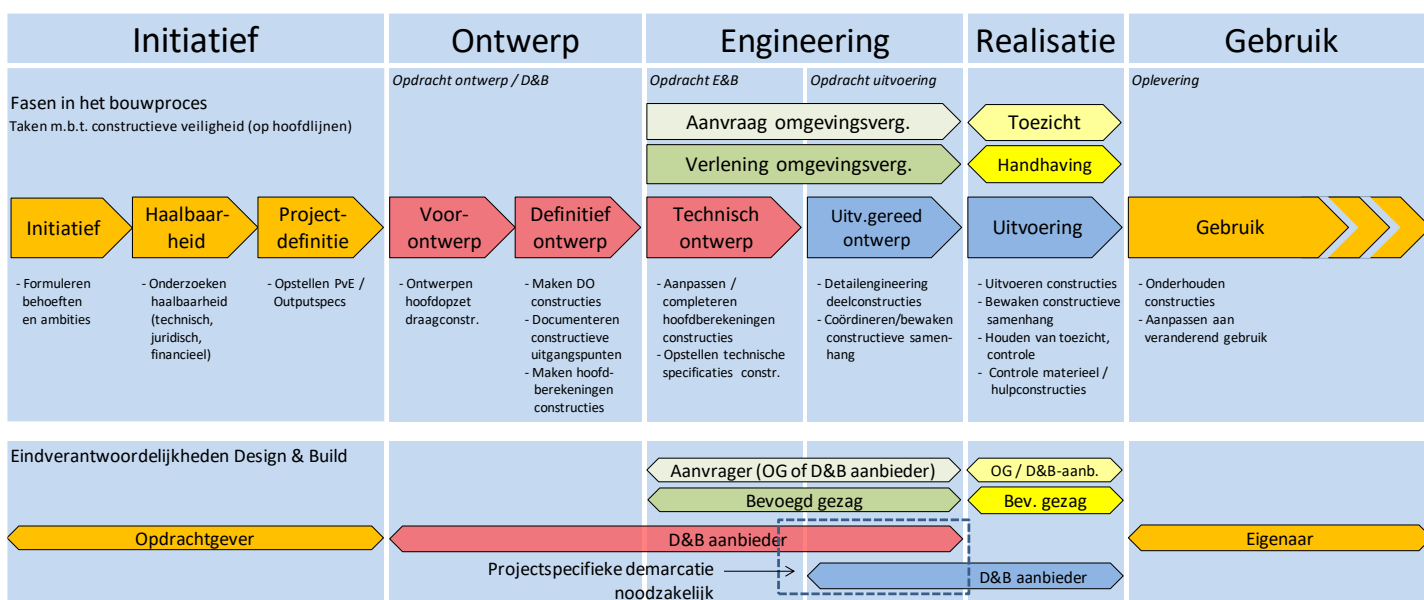 Initiatief
Ontwerp
Engineering
Realisatie
Gebruik
Opdracht ontwerp / D&B
Opdracht E&B
Opdracht uitvoering
Oplevering
Fasen in het bouwproces
Taken m.b.t. constructieve veiligheid (op hoofdlijnen)
Aanvraag omgevingsverg.
Toezicht
Verlening omgevingsverg.
Handhaving
Initiatief
Haalbaar-
heid
Project-
definitie
Voor-
ontwerp
Definitief
ontwerp
Technisch
ontwerp
Uitv.gereed
ontwerp
Uitvoering
Gebruik
- Formuleren
behoeften
en ambities
- Onderzoeken
haalbaarheid
(technisch,
juridisch,
financieel)
- Opstellen PvE /
Outputspecs
- Ontwerpen
hoofdopzet
draagconstr.
- Maken DO
constructies
- Documenteren
constructieve
uitgangspunten
- Maken hoofd-
berekeningen
constructies
- Aanpassen /
completeren
hoofdberekeningen
constructies
- Opstellen technische
specificaties constr.
- Detailengineering
deelconstructies
- Coördineren/bewaken
constructieve samen-
hang
- Uitvoeren constructies
- Bewaken constructieve
samenhang
- Houden van toezicht,
controle
- Controle materieel /
hulpconstructies
- Onderhouden
constructies
- Aanpassen aan
veranderend gebruik
Eindverantwoordelijkheden Design & Build
Aanvrager (OG of D&B aanbieder)
OG / D&B-aanb.
Bevoegd gezag
Bev. gezag
Opdrachtgever
D&B aanbieder
Eigenaar
Projectspecifieke demarcatie
noodzakelijk
D&B aanbieder